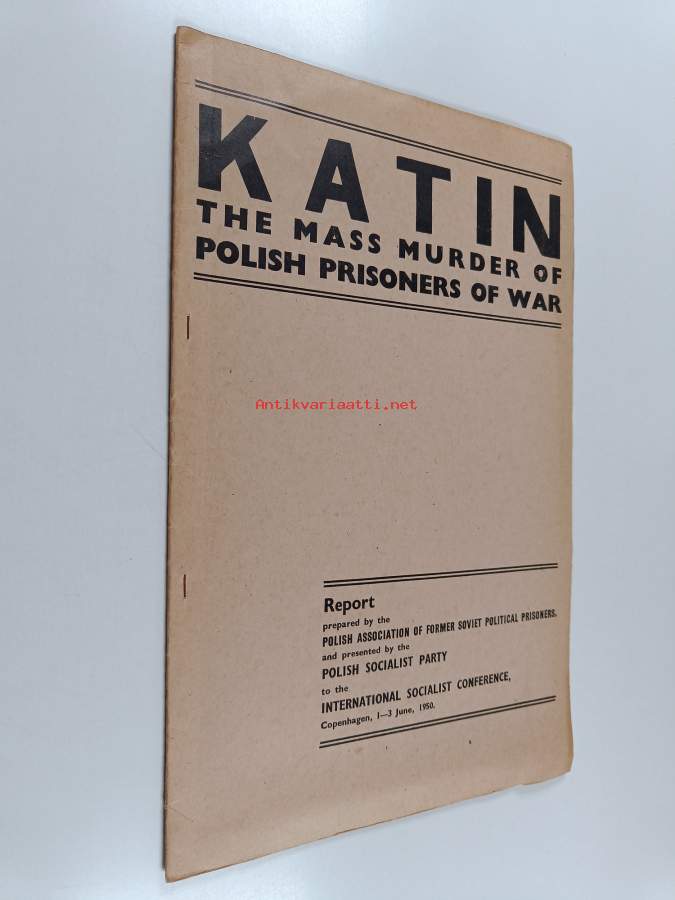 KATIN
THE MASS MURDER OF
POLISH PRISONERS OF WAR
Antikvariaatti.net
Report
prepared by the
POLISH ASSOCIATION OF FORMER SOVIET POLITICAL PRISONERS.
and presented by the
POLISH SOCIALIST PARTY
to the
INTERNATIONAL SOCIALIST CONFERENCE,
Copenhagen, 1—3 June, 1950.